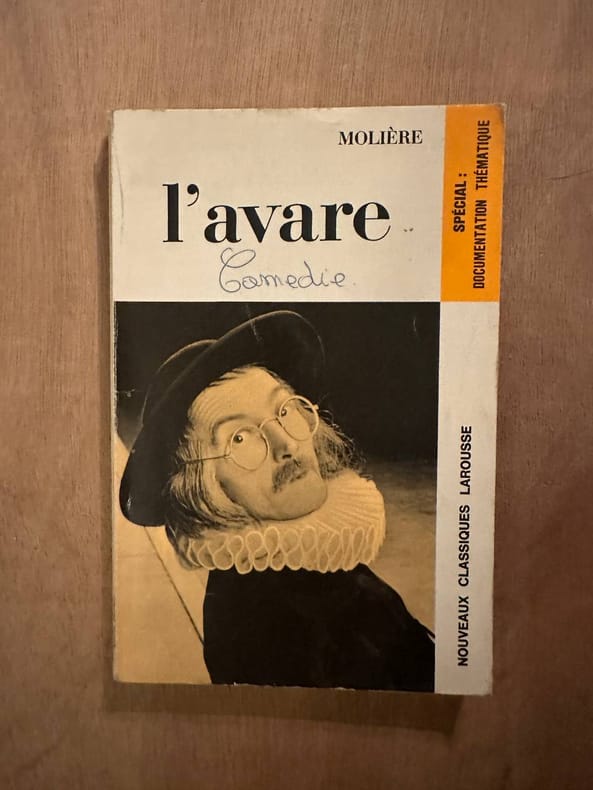 MOLIÈRE
l'avare
Comedie.
SPÉCIAL:
DOCUMENTATION THÉMATIQUE
NOUVEAUX CLASSIQUES LAROUSSE